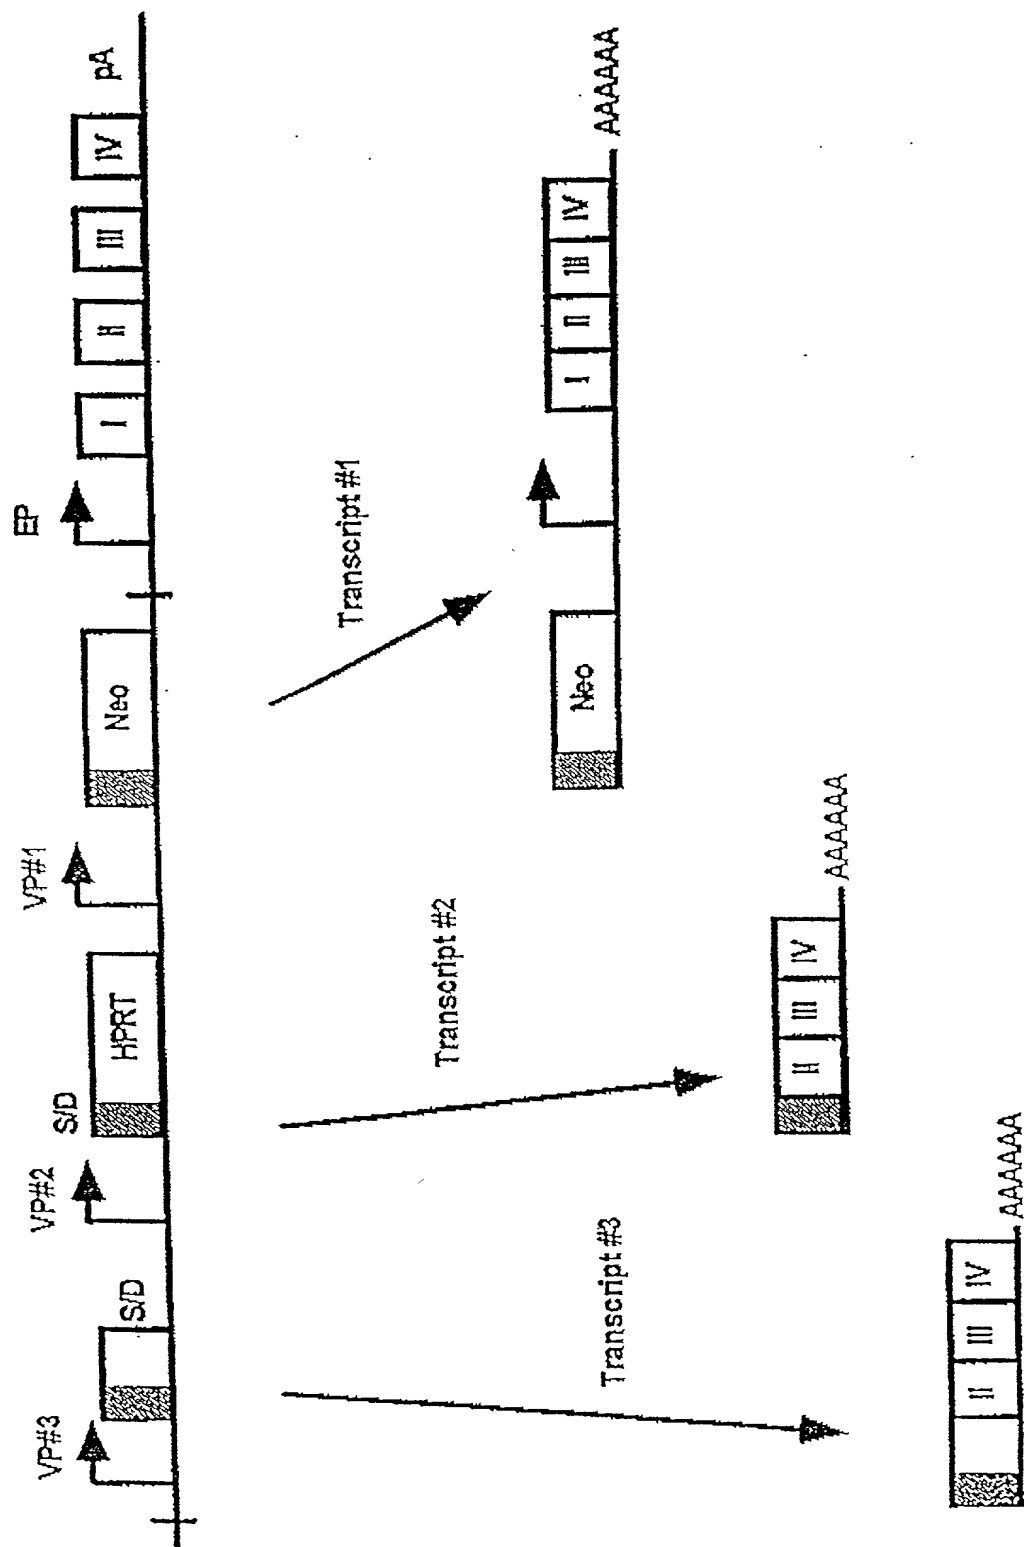 VP#3
S/D
VP#2
S/D
HPRT
VP#1
Neo
EP
I
II
III
IV
pA
Transcript #3
Transcript #2
Transcript #1
Neo
I
II
III
IV
AAAAAA
II
III
IV
AAAAAA
II
III
IV
AAAAAA